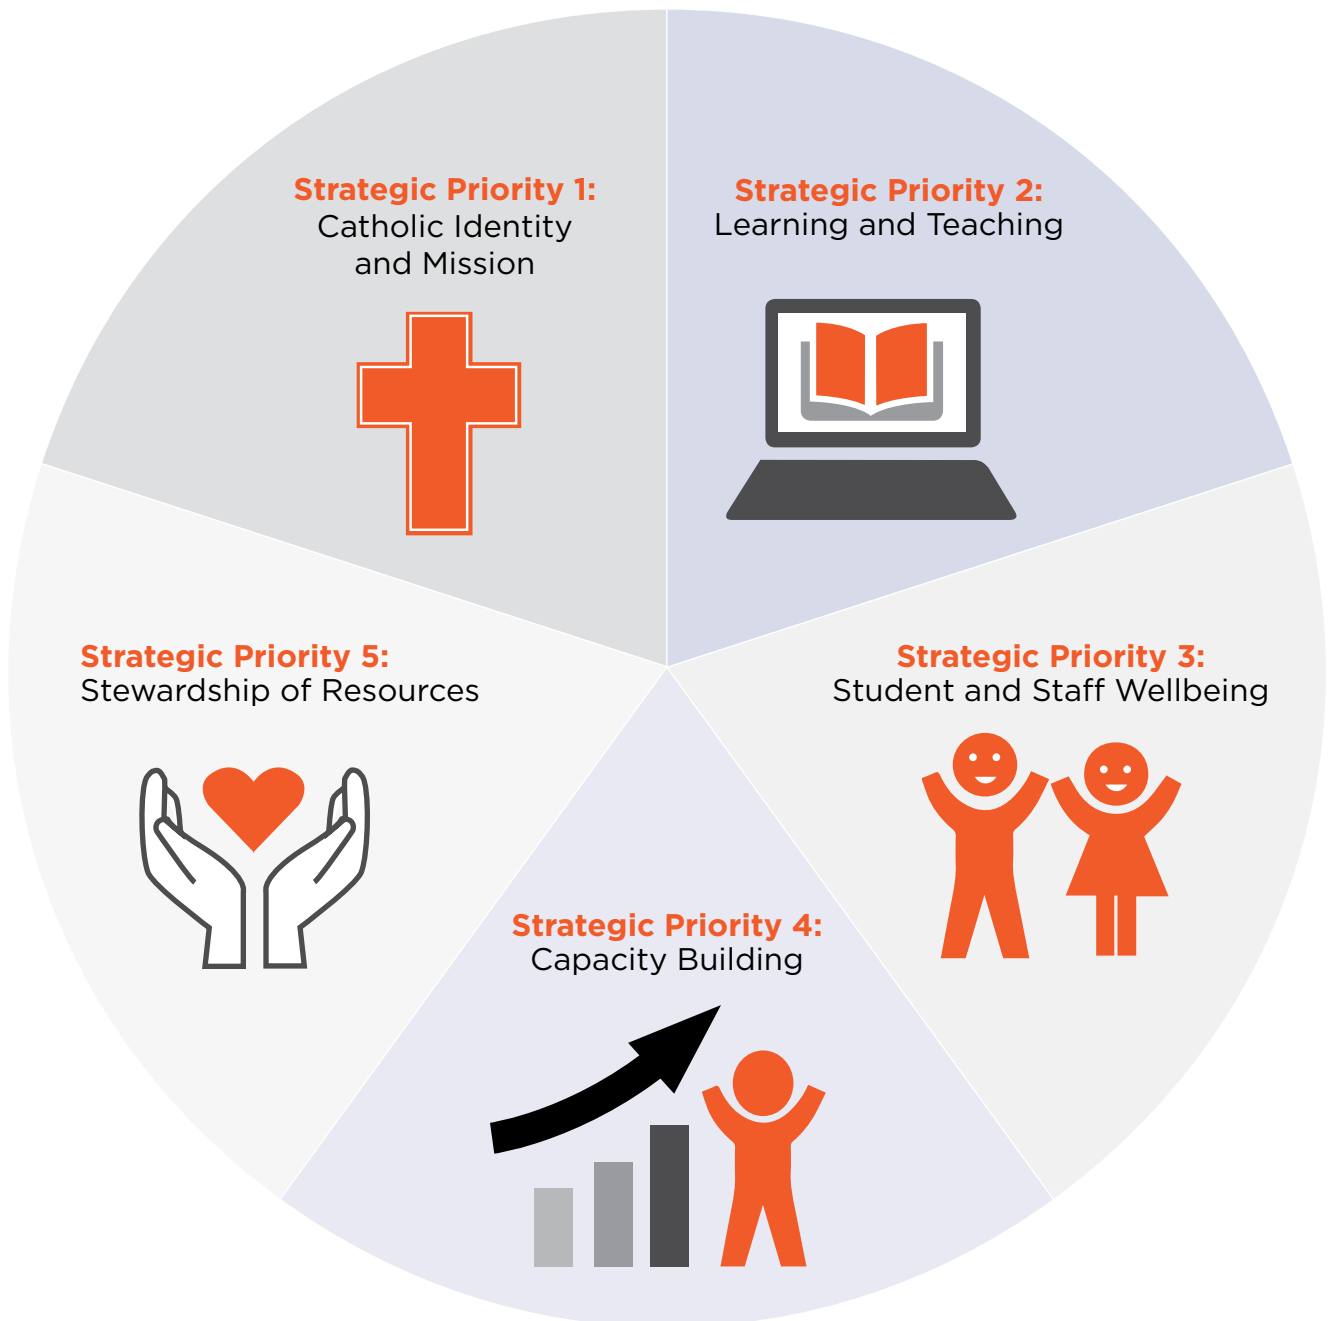 Strategic Priority 1:
Catholic Identity
and Mission
Strategic Priority 2:
Learning and Teaching
Strategic Priority 3:
Student and Staff Wellbeing
Strategic Priority 4:
Capacity Building
Strategic Priority 5:
Stewardship of Resources